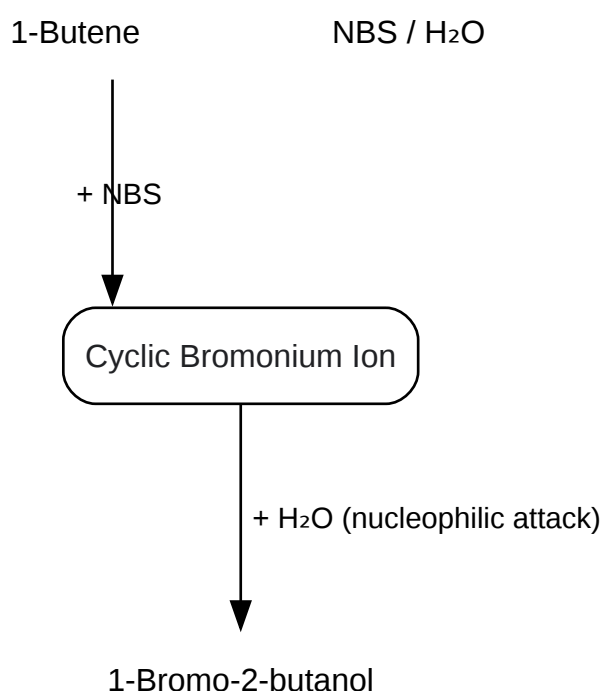 1-Butene
NBS / H₂O
+ NBS
Cyclic Bromonium Ion
+ H₂O (nucleophilic attack)
1-Bromo-2-butanol